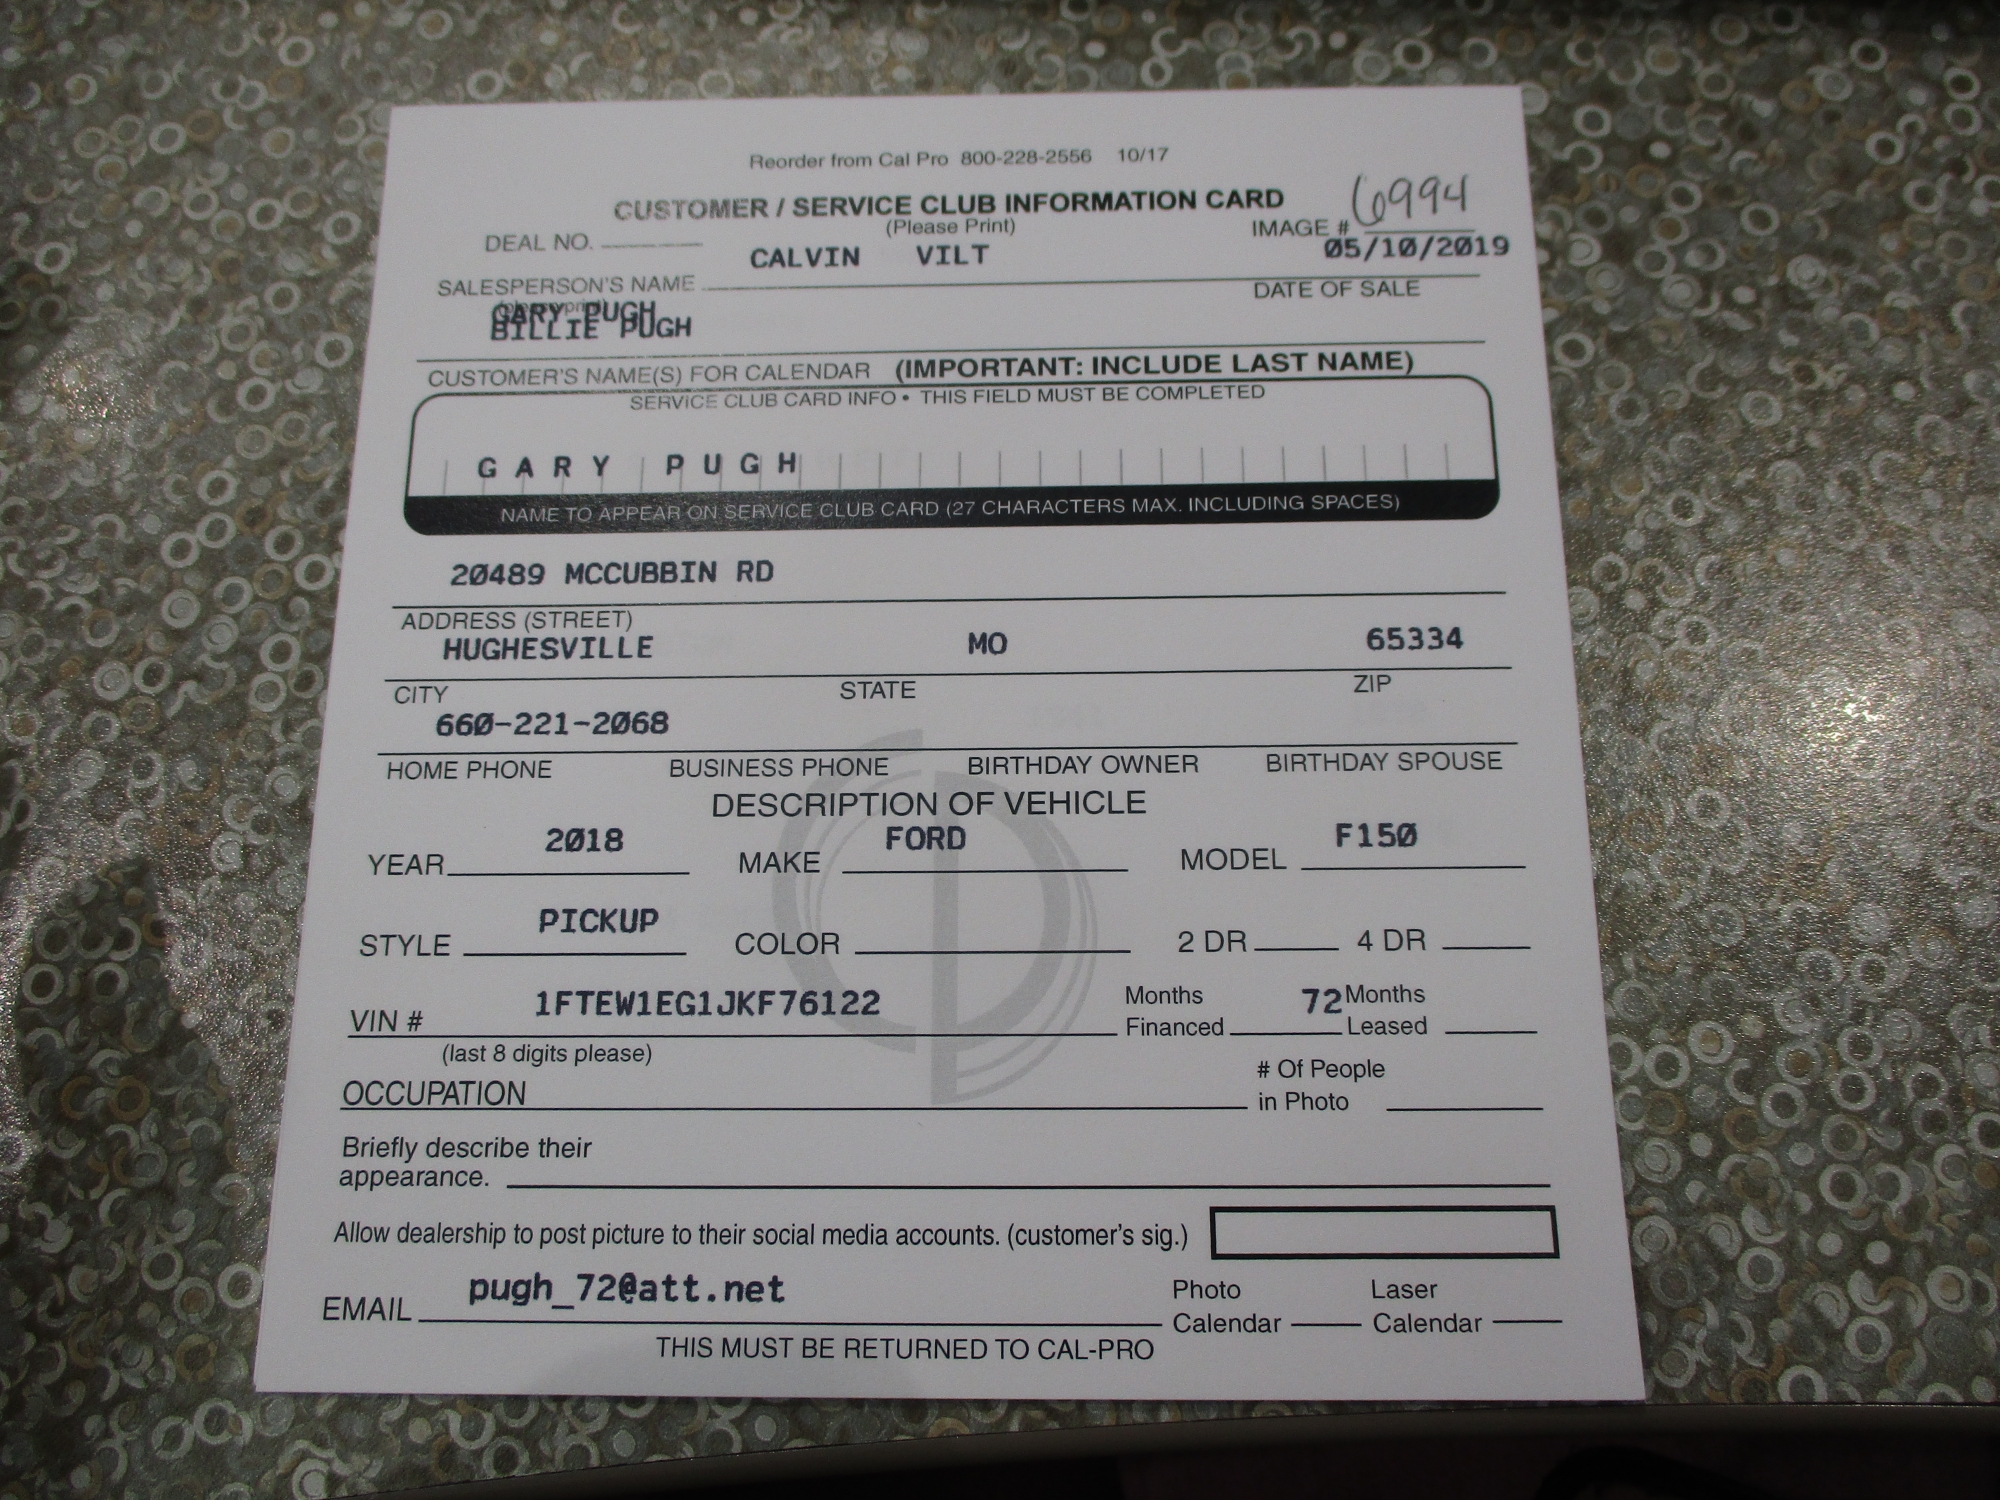 Reorder from Cal Pro 800-228-2556 10/17
CUSTOMER / SERVICE CLUB INFORMATION CARD
(Please Print)
IMAGE # 6994
DEAL NO.
CALVIN VILT
05/10/2019
SALESPERSON'S NAME
DATE OF SALE
(please print)
GARY PUGH
BILLIE PUGH
CUSTOMER'S NAME(S) FOR CALENDAR (IMPORTANT: INCLUDE LAST NAME)
SERVICE CLUB CARD INFO • THIS FIELD MUST BE COMPLETED
GARY PUGH
NAME TO APPEAR ON SERVICE CLUB CARD (27 CHARACTERS MAX. INCLUDING SPACES)
20489 MCCUBBIN RD
ADDRESS (STREET)
HUGHESVILLE MO 65334
CITY STATE ZIP
660-221-2068
HOME PHONE BUSINESS PHONE BIRTHDAY OWNER BIRTHDAY SPOUSE
DESCRIPTION OF VEHICLE
YEAR 2018 MAKE FORD MODEL F150
STYLE PICKUP COLOR 2 DR 4 DR
VIN # 1FTEW1EG1JKF76122
(last 8 digits please)
Months Financed 72 Months Leased
OCCUPATION
# Of People in Photo
Briefly describe their
appearance.
Allow dealership to post picture to their social media accounts. (customer's sig.)
EMAIL pugh_72@att.net
Photo Calendar Laser Calendar
THIS MUST BE RETURNED TO CAL-PRO